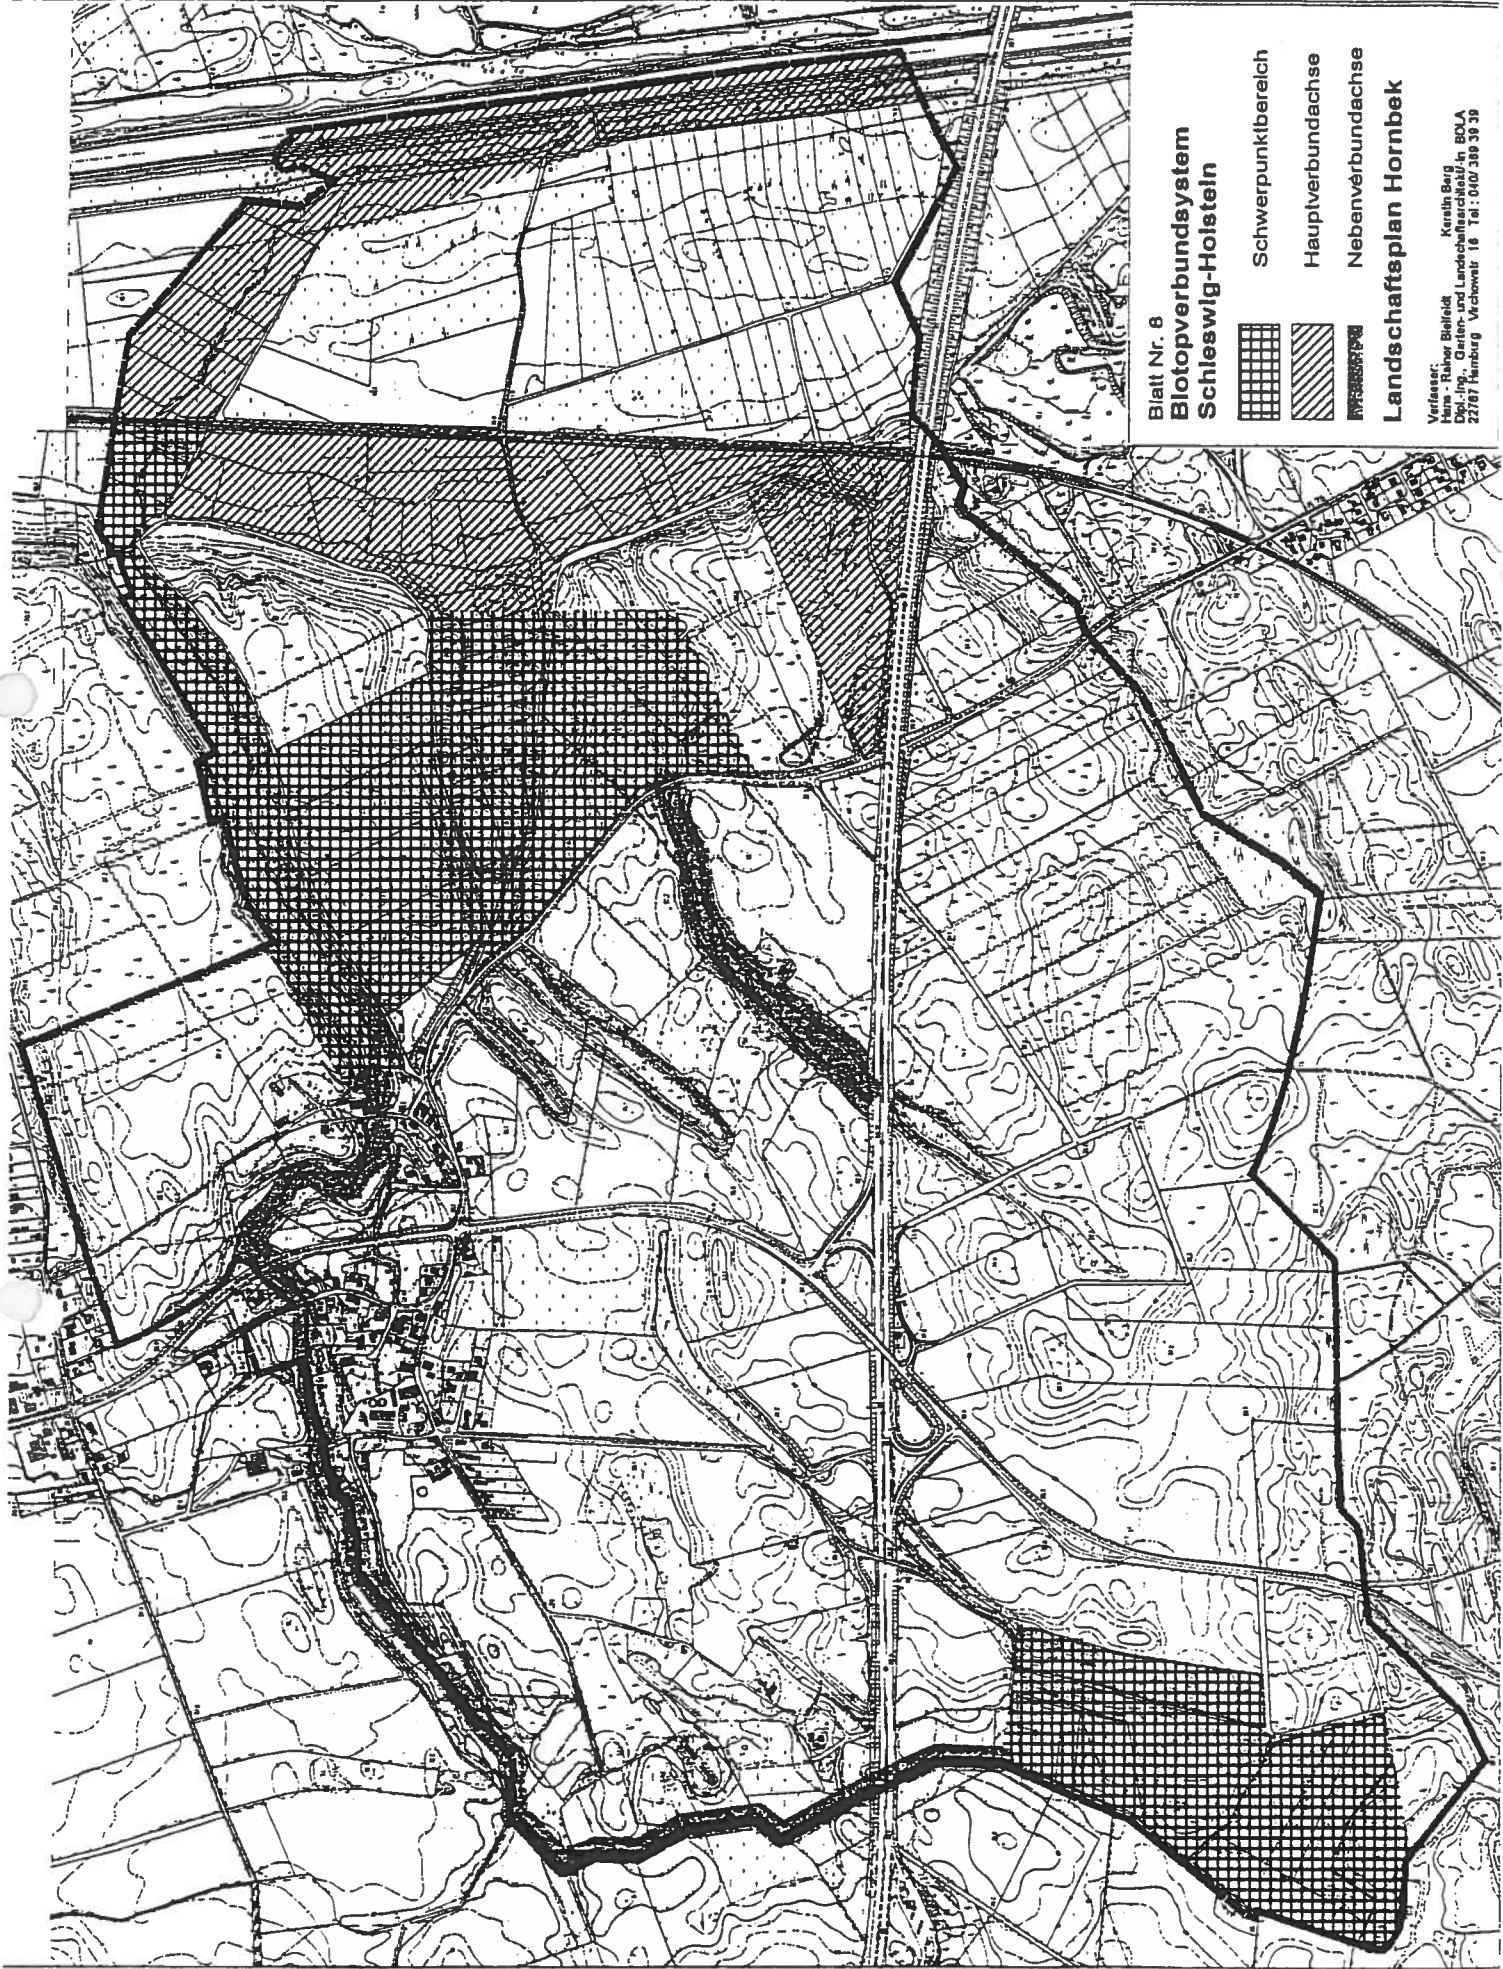 Blatt Nr. 8
Biotopverbundsystem
Schleswig-Holstein
Schwerpunktbereich
Hauptverbundachse
Nebenverbundachse
Landschaftsplan Hornbek
Verfasser:
Hans - Rainer Bielfeldt Kerstin Berg
Dipl.-Ing., Garten- und Landschaftsarchitekt/-in BDLA
22767 Hamburg Virchowstr 16 Tel : 040/ 389 39 39